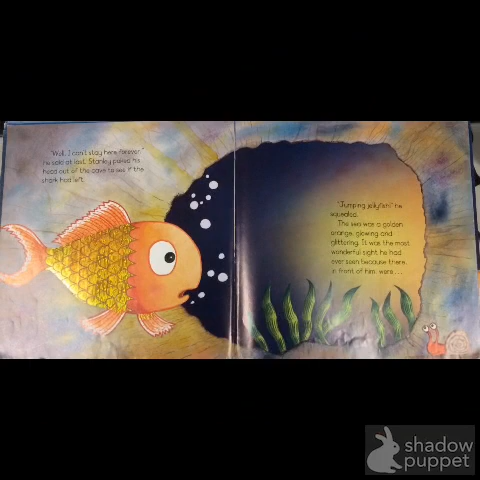 "Well, I can't stay here forever,"
he said at last. Stanley poked his
head out of the cave to see if the
shark had left.
"Jumping jellyfish!" he
squealed.
The sea was a golden
orange, glowing and
glittering. It was the most
wonderful sight he had
ever seen because there,
in front of him, were . . .
shadow
puppet